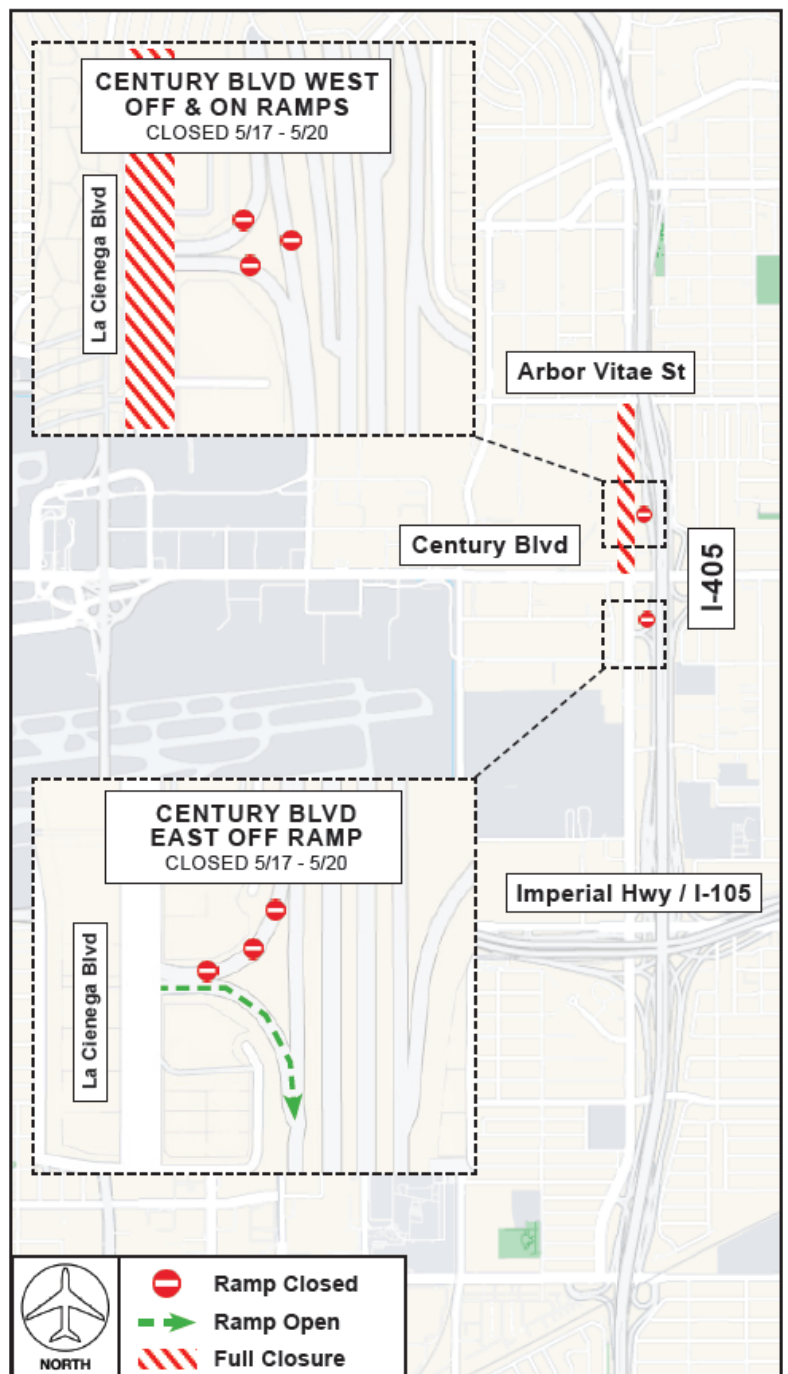 CENTURY BLVD WEST
OFF & ON RAMPS
CLOSED 5/17 - 5/20
La Cienega Blvd
Arbor Vitae St
Century Blvd
I-405
CENTURY BLVD
EAST OFF RAMP
CLOSED 5/17 - 5/20
La Cienega Blvd
Imperial Hwy / I-105
NORTH
Ramp Closed
Ramp Open
Full Closure